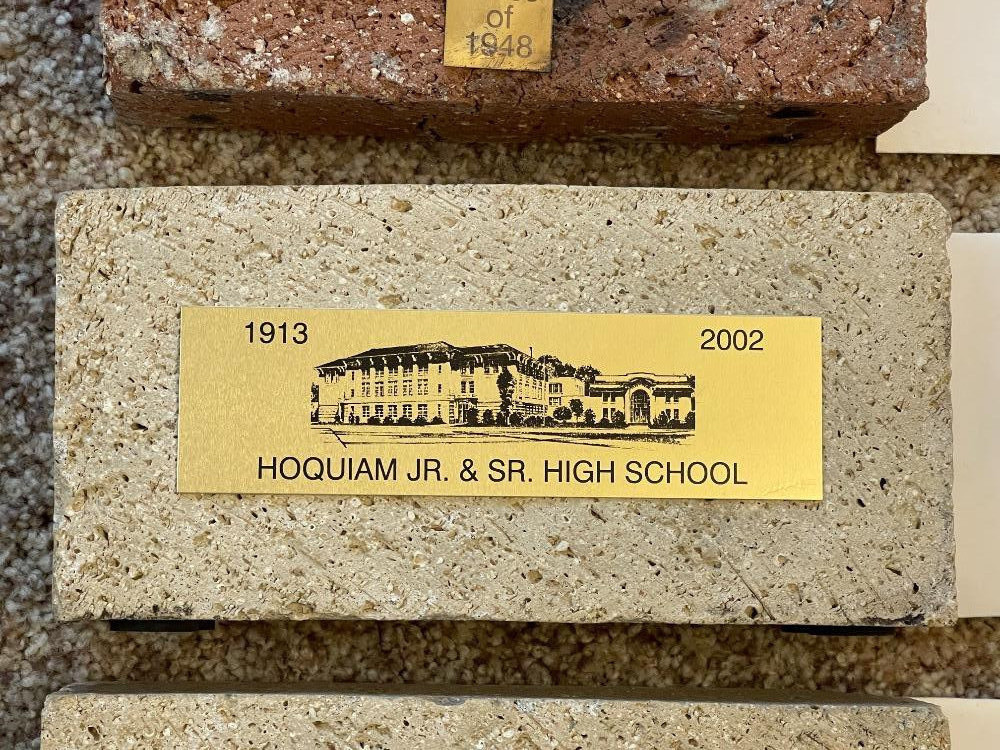 of
1948
1913 2002
HOQUIAM JR. & SR. HIGH SCHOOL